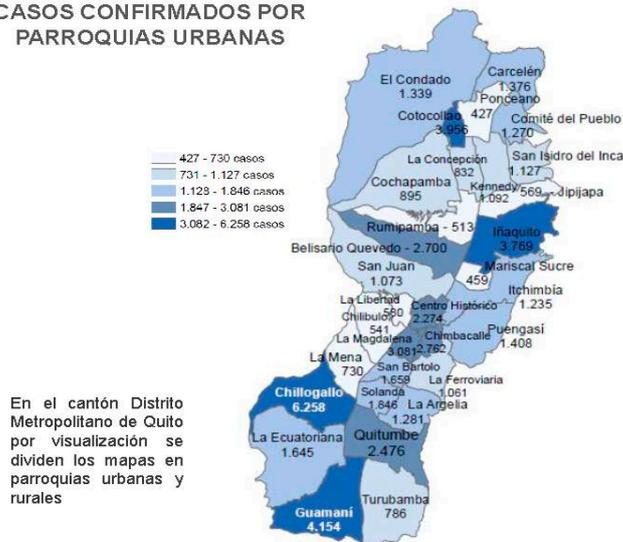 CASOS CONFIRMADOS POR
PARROQUIAS URBANAS
427 - 730 casos
731 - 1.127 casos
1.128 - 1.846 casos
1.847 - 3.081 casos
3.082 - 6.258 casos
El Condado
1.339
Carcelén
1.376
Ponceano
427
Cotocollao
3.956
Comité del Pueblo
1.270
La Concepción
832
San Isidro del Inca
1.127
Cochapamba
895
Kennedy
1.092
569 - Jipijapa
Rumipamba - 513
Iñaquito
3.769
Belisario Quevedo - 2.700
San Juan
1.073
Mariscal Sucre
459
Itchimbía
1.235
La Libertad
580
Centro Histórico
2.274
Chilibulo
541
Puengasí
1.408
La Magdalena
3.081
Chimbacalle
2.762
La Mena
730
San Bartolo
1.659
La Ferroviaria
1.061
Chillogallo
6.258
Solanda
1.846
La Argelia
1.281
La Ecuatoriana
1.645
Quitumbe
2.476
Guamaní
4.154
Turubamba
786
En el cantón Distrito
Metropolitano de Quito
por visualización se
dividen los mapas en
parroquias urbanas y
rurales